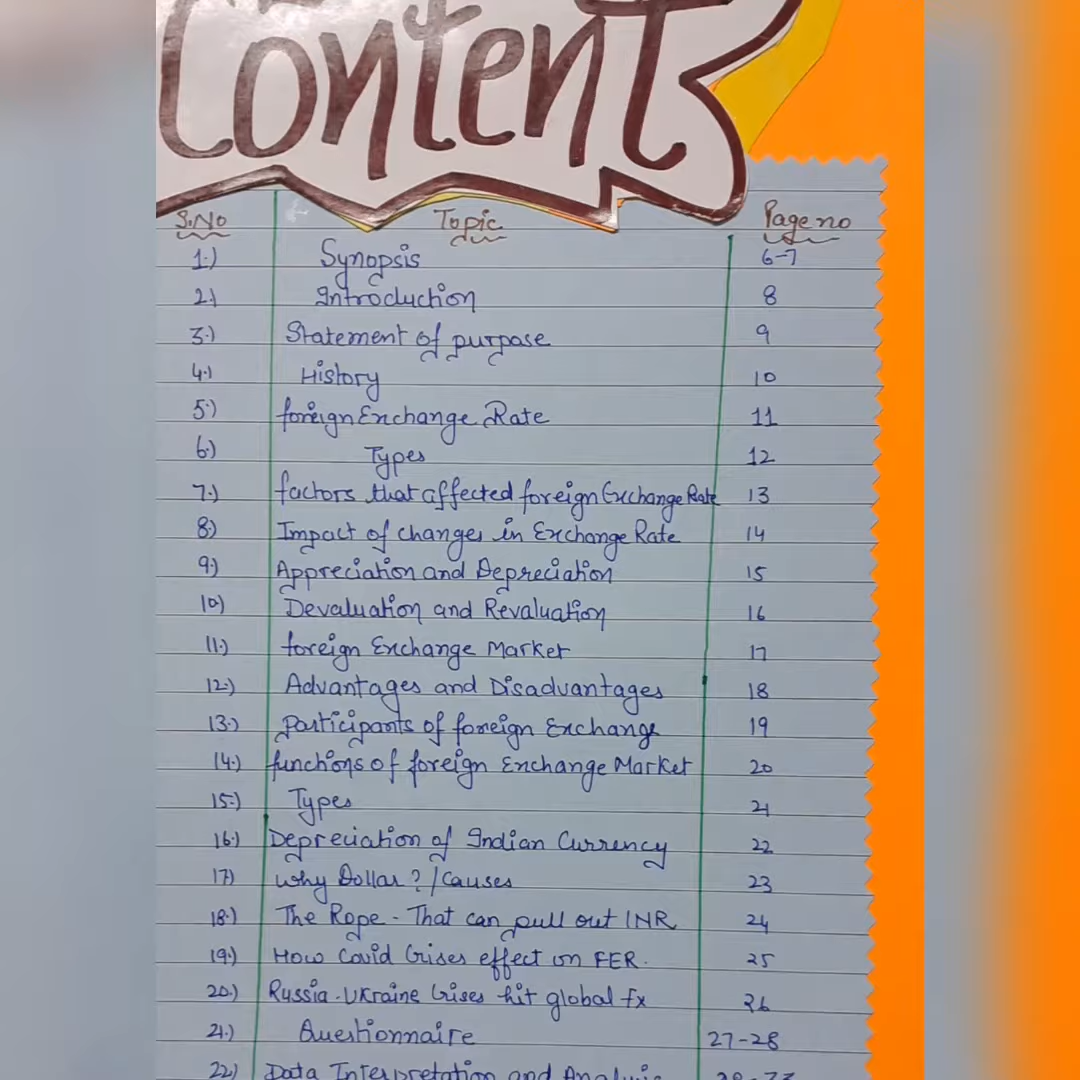 Content
S.No Topic Page no
1.) Synopsis 6-7
2.) Introduction 8
3.) Statement of purpose 9
4.) History 10
5.) foreign Exchange Rate 11
6.) Types 12
7.) factors that affected foreign Exchange Rate 13
8.) Impact of changes in Exchange Rate 14
9.) Appreciation and Depreciation 15
10.) Devaluation and Revaluation 16
11.) foreign Exchange Market 17
12.) Advantages and Disadvantages 18
13.) Participants of foreign Exchange 19
14.) functions of foreign Exchange Market 20
15.) Types 21
16.) Depreciation of Indian Currency 22
17) Why Dollar? / Causes 23
18.) The Rope - That can pull out INR 24
19.) How Covid Crises effect on FER. 25
20.) Russia-Ukraine Crises hit global fx 26
21.) Questionnaire 27-28
22) Data Interpretation and Analysis